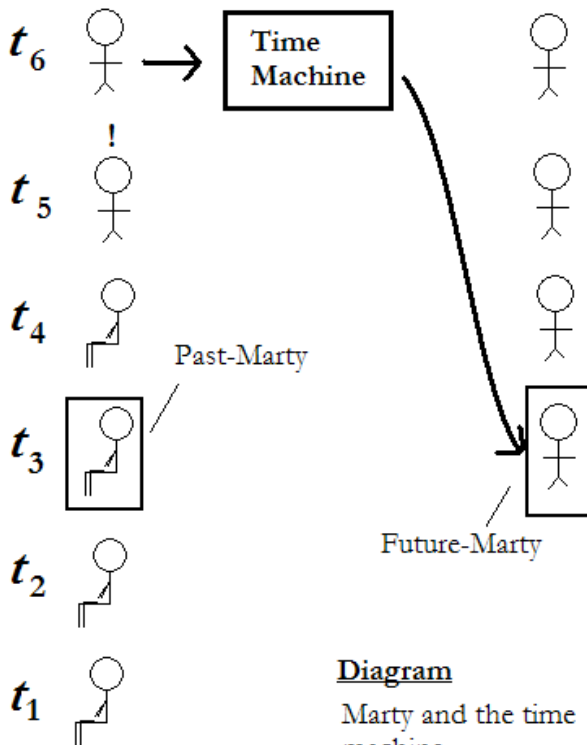 t6
Time
Machine
!
t5
t4
Past-Marty
t3
Future-Marty
t2
Diagram
t1
Marty and the time